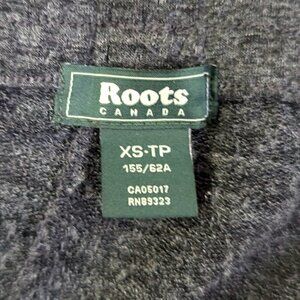 Roots
CANADA
XS-TP
155/62A
CA05017
RN89323